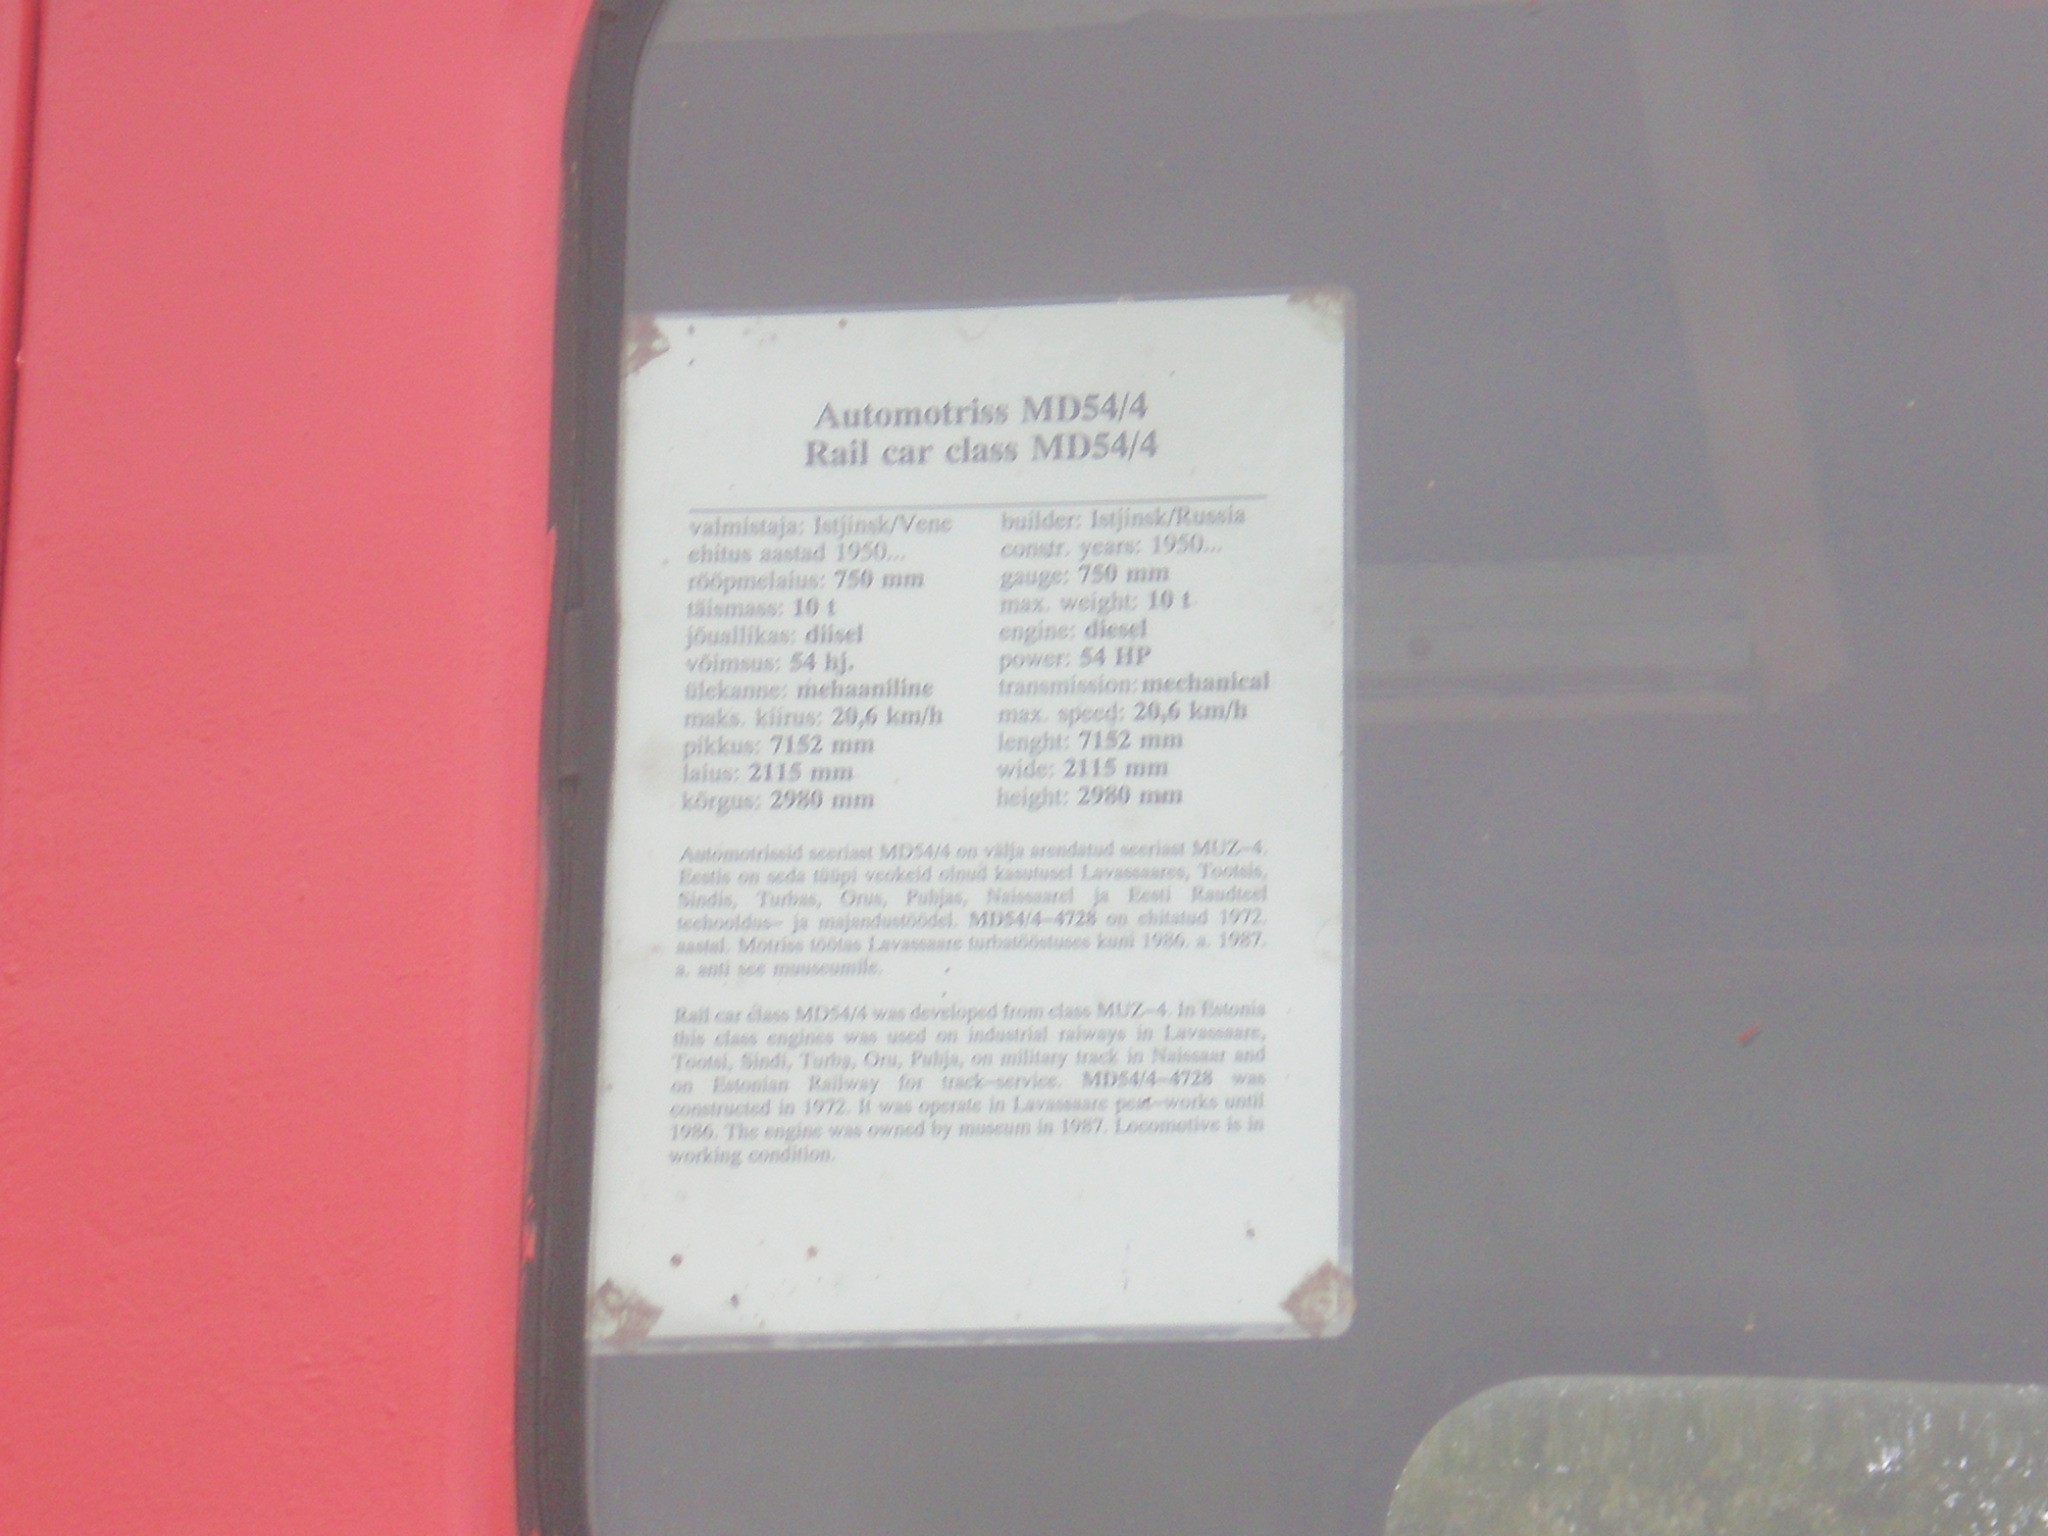 Automotriss MD54/4
Rail car class MD54/4
valmistaja: Istjinsk/Vene
ehitus aastad 1950...
rööpmelaius: 750 mm
täismass: 10 t
jõuallikas: diisel
võimsus: 54 hj.
ülekanne: mehaaniline
maks. kiirus: 20,6 km/h
pikkus: 7152 mm
laius: 2115 mm
kõrgus: 2980 mm
builder: Istjinsk/Russia
constr. years: 1950...
gauge: 750 mm
max. weight: 10 t
engine: diesel
power: 54 HP
transmission: mechanical
max. speed: 20,6 km/h
lenght: 7152 mm
wide: 2115 mm
height: 2980 mm
Automotrissid seeriast MD54/4 on välja arendatud seeriast MUZ-4.
Eestis on seda tüüpi veokeid olnud kasutusel Lavassaares, Tootsis,
Sindis, Turbas, Orus, Puhjas, Naissaarel ja Eesti Raudteel
teehooldus- ja majandustöödel. MD54/4-4728 on ehitatud 1972.
aastal. Motriss töötas Lavassaare turbatööstuses kuni 1986. a. 1987.
a. anti see muuseumile.
Rail car class MD54/4 was developed from class MUZ-4. In Estonia
this class engines was used on industrial raiways in Lavassaare,
Tootsi, Sindi, Turba, Oru, Puhja, on military track in Naissaar and
on Estonian Railway for track-service. MD54/4-4728 was
constructed in 1972. It was operate in Lavassaare peat-works until
1986. The engine was owned by museum in 1987. Locomotive is in
working condition.